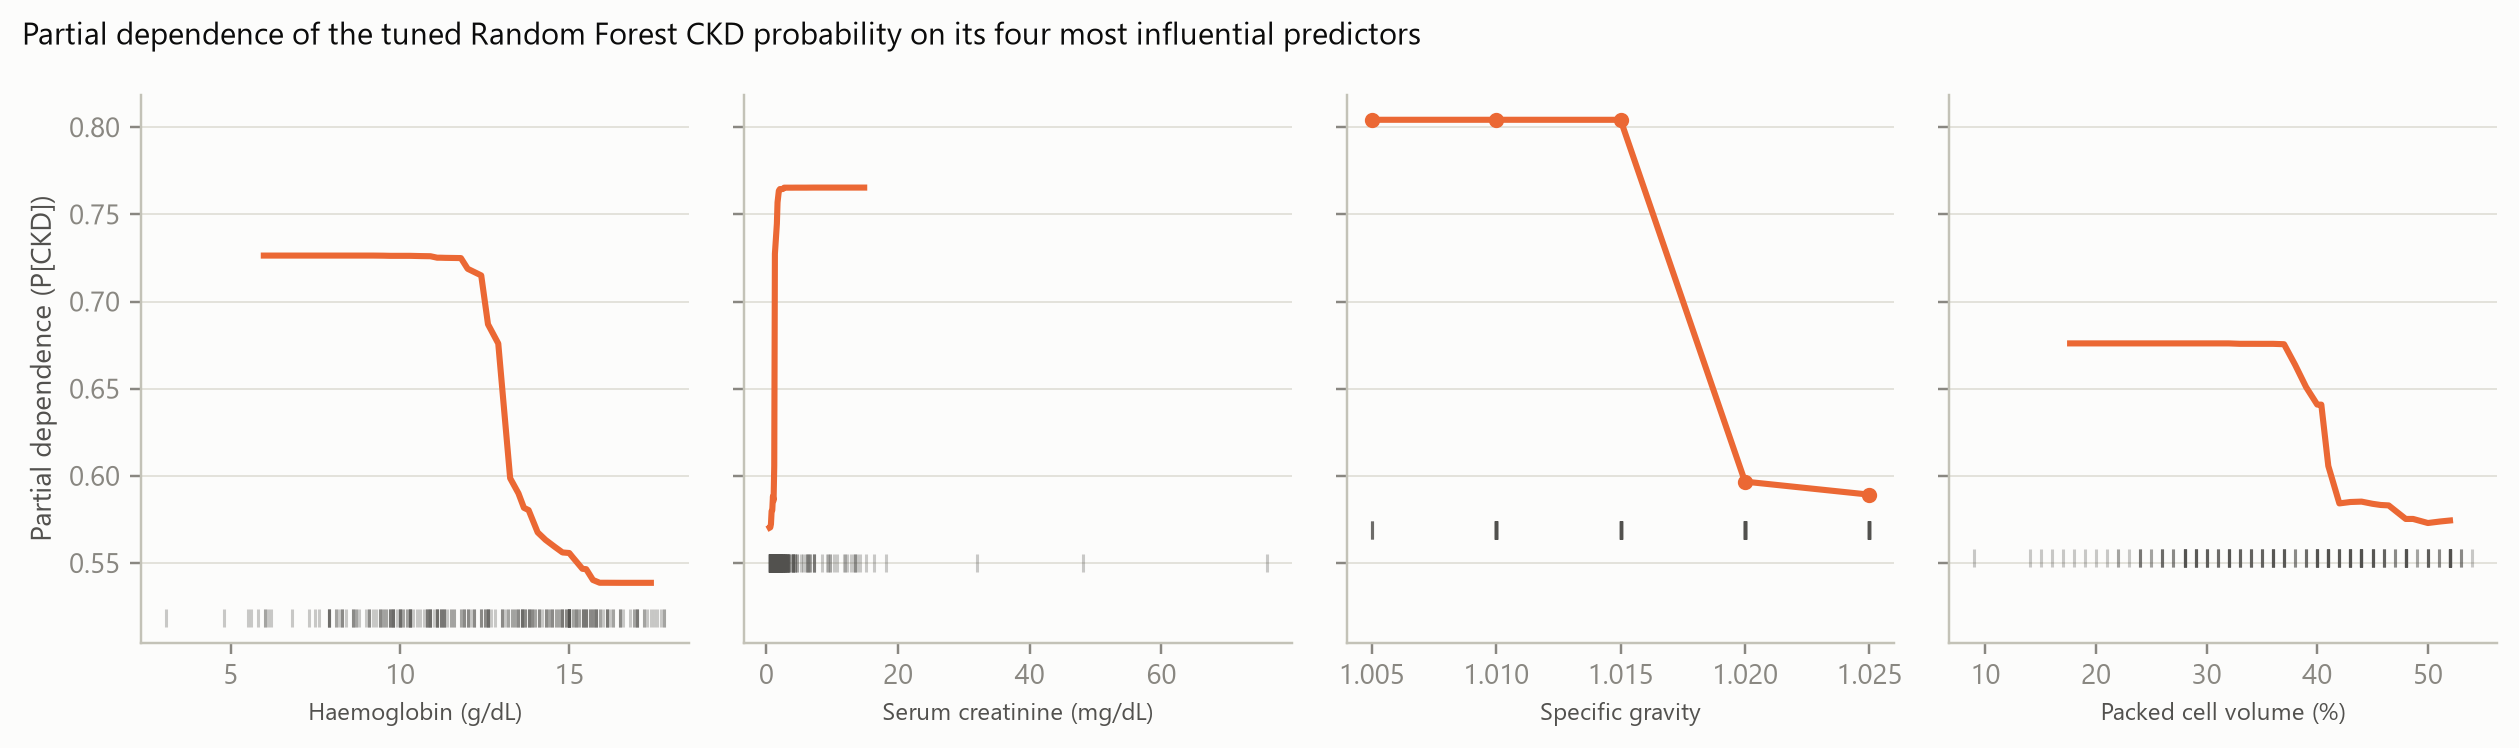 Partial dependence of the tuned Random Forest CKD probability on its four most influential predictors
Partial dependence (P[CKD])
0.80
0.75
0.70
0.65
0.60
0.55
5 10 15
Haemoglobin (g/dL)
0 20 40 60
Serum creatinine (mg/dL)
1.005 1.010 1.015 1.020 1.025
Specific gravity
10 20 30 40 50
Packed cell volume (%)